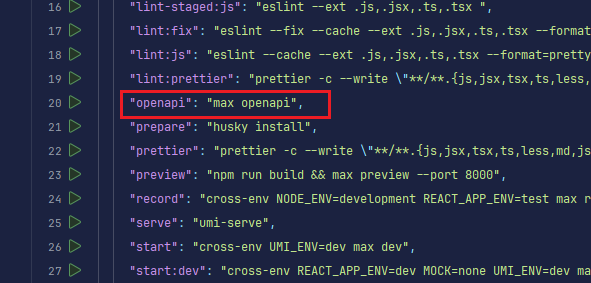 16 "lint-staged:js": "eslint --ext .js,.jsx,.ts,.tsx ",
17 "lint:fix": "eslint --fix --cache --ext .js,.jsx,.ts,.tsx --format
18 "lint:js": "eslint --cache --ext .js,.jsx,.ts,.tsx --format=pretty
19 "lint:prettier": "prettier -c --write \"**/**.{js,jsx,tsx,ts,less,
20 "openapi": "max openapi",
21 "prepare": "husky install",
22 "prettier": "prettier -c --write \"**/**.{js,jsx,tsx,ts,less,md,js
23 "preview": "npm run build && max preview --port 8000",
24 "record": "cross-env NODE_ENV=development REACT_APP_ENV=test max r
25 "serve": "umi-serve",
26 "start": "cross-env UMI_ENV=dev max dev",
27 "start:dev": "cross-env REACT_APP_ENV=dev MOCK=none UMI_ENV=dev ma